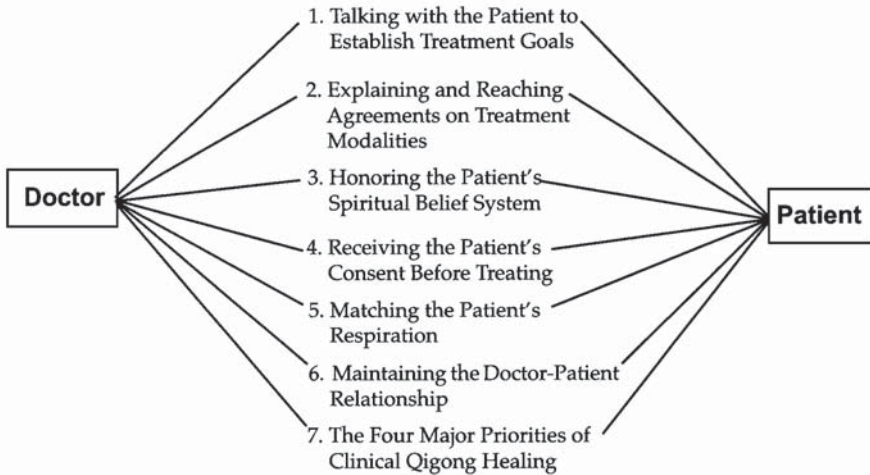 1. Talking with the Patient to
Establish Treatment Goals
2. Explaining and Reaching
Agreements on Treatment
Modalities
3. Honoring the Patient's
Spiritual Belief System
Doctor
Patient
4. Receiving the Patient's
Consent Before Treating
5. Matching the Patient's
Respiration
6. Maintaining the Doctor-Patient
Relationship
7. The Four Major Priorities of
Clinical Qigong Healing